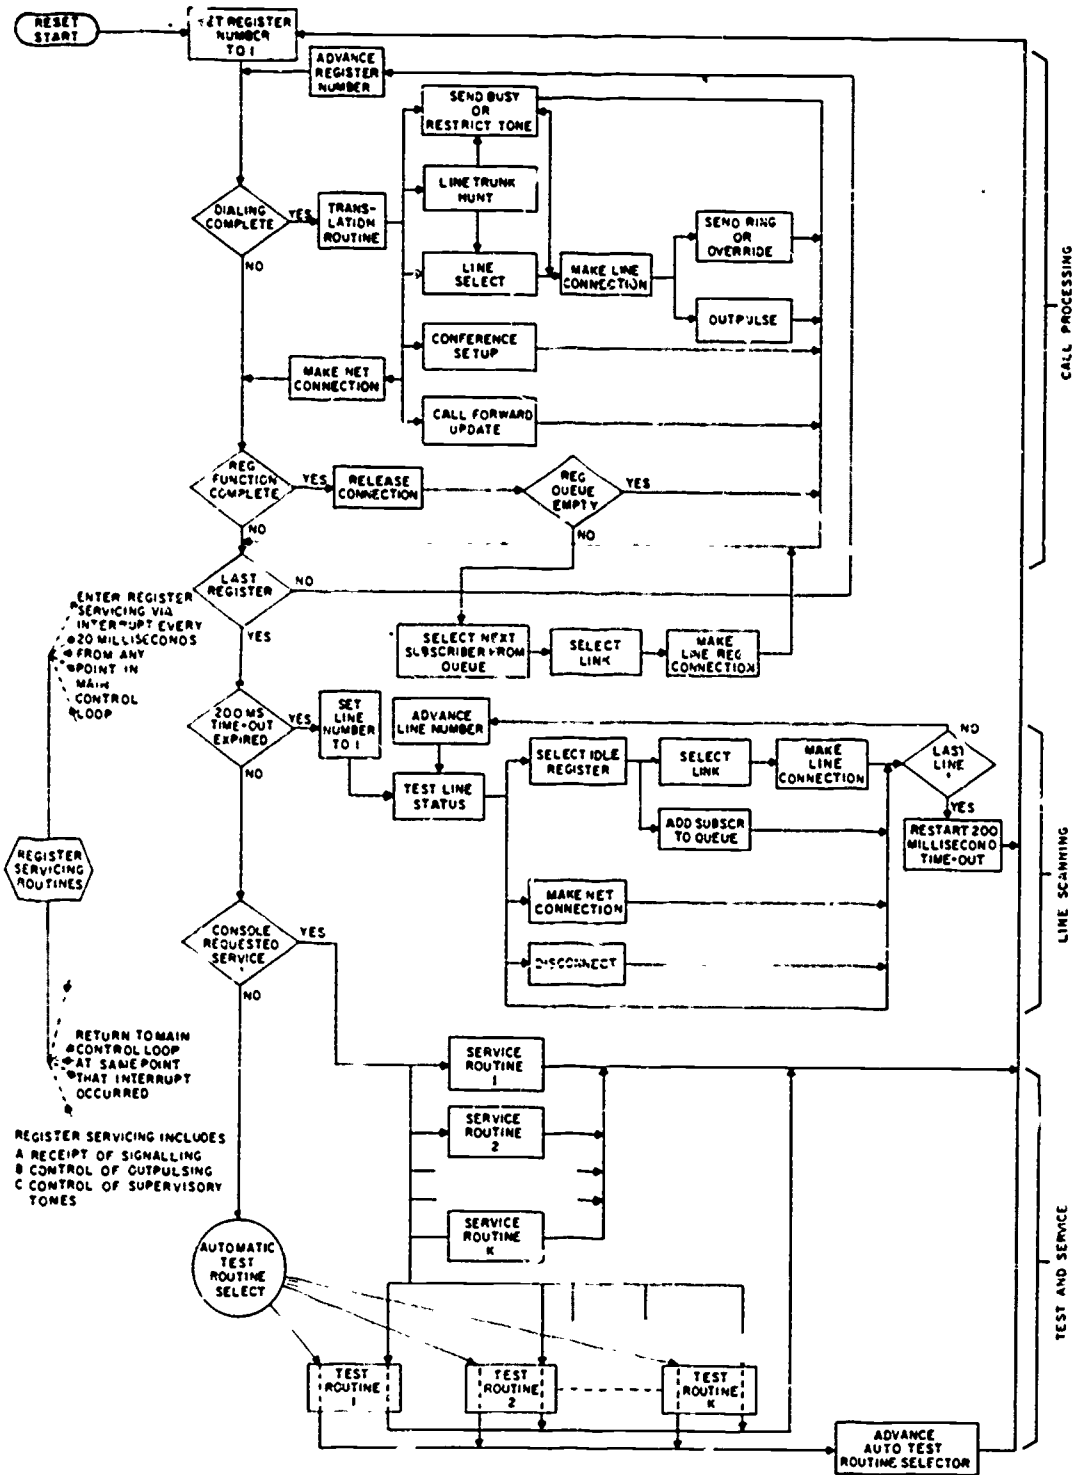 RESET
START
SET REGISTER
NUMBER
TO 1
ADVANCE
REGISTER
NUMBER
SEND BUSY
OR
RESTRICT TONE
LINE TRUNK
HUNT
DIALING
COMPLETE
YES
TRANS-
LATION
ROUTINE
NO
LINE
SELECT
MAKE LINE
CONNECTION
SEND RING
OR
OVERRIDE
OUTPULSE
CONFERENCE
SETUP
MAKE NET
CONNECTION
CALL FORWARD
UPDATE
CALL PROCESSING
REG
FUNCTION
COMPLETE
YES
RELEASE
CONNECTION
REG
QUEUE
EMPTY
YES
NO
NO
LAST
REGISTER
NO
YES
ENTER REGISTER
SERVICING VIA
INTERRUPT EVERY
20 MILLISECONDS
FROM ANY
POINT IN
MAIN
CONTROL
LOOP
SELECT NEXT
SUBSCRIBER FROM
QUEUE
SELECT
LINK
MAKE
LINE REG
CONNECTION
200 MS
TIME-OUT
EXPIRED
YES
NO
SET
LINE
NUMBER
TO 1
ADVANCE
LINE NUMBER
TEST LINE
STATUS
SELECT IDLE
REGISTER
SELECT
LINK
MAKE
LINE
CONNECTION
LAST
LINE
NO
YES
ADD SUBSCR
TO QUEUE
RESTART 200
MILLISECOND
TIME-OUT
MAKE NET
CONNECTION
DISCONNECT
LINE SCANNING
REGISTER
SERVICING
ROUTINES
CONSOLE
REQUESTED
SERVICE
YES
NO
RETURN TO MAIN
CONTROL LOOP
AT SAME POINT
THAT INTERRUPT
OCCURRED
REGISTER SERVICING INCLUDES
A RECEIPT OF SIGNALLING
B CONTROL OF OUTPULSING
C CONTROL OF SUPERVISORY
TONES
SERVICE
ROUTINE
1
SERVICE
ROUTINE
2
SERVICE
ROUTINE
K
AUTOMATIC
TEST
ROUTINE
SELECT
TEST
ROUTINE
1
TEST
ROUTINE
2
TEST
ROUTINE
K
ADVANCE
AUTO TEST
ROUTINE SELECTOR
TEST AND SERVICE